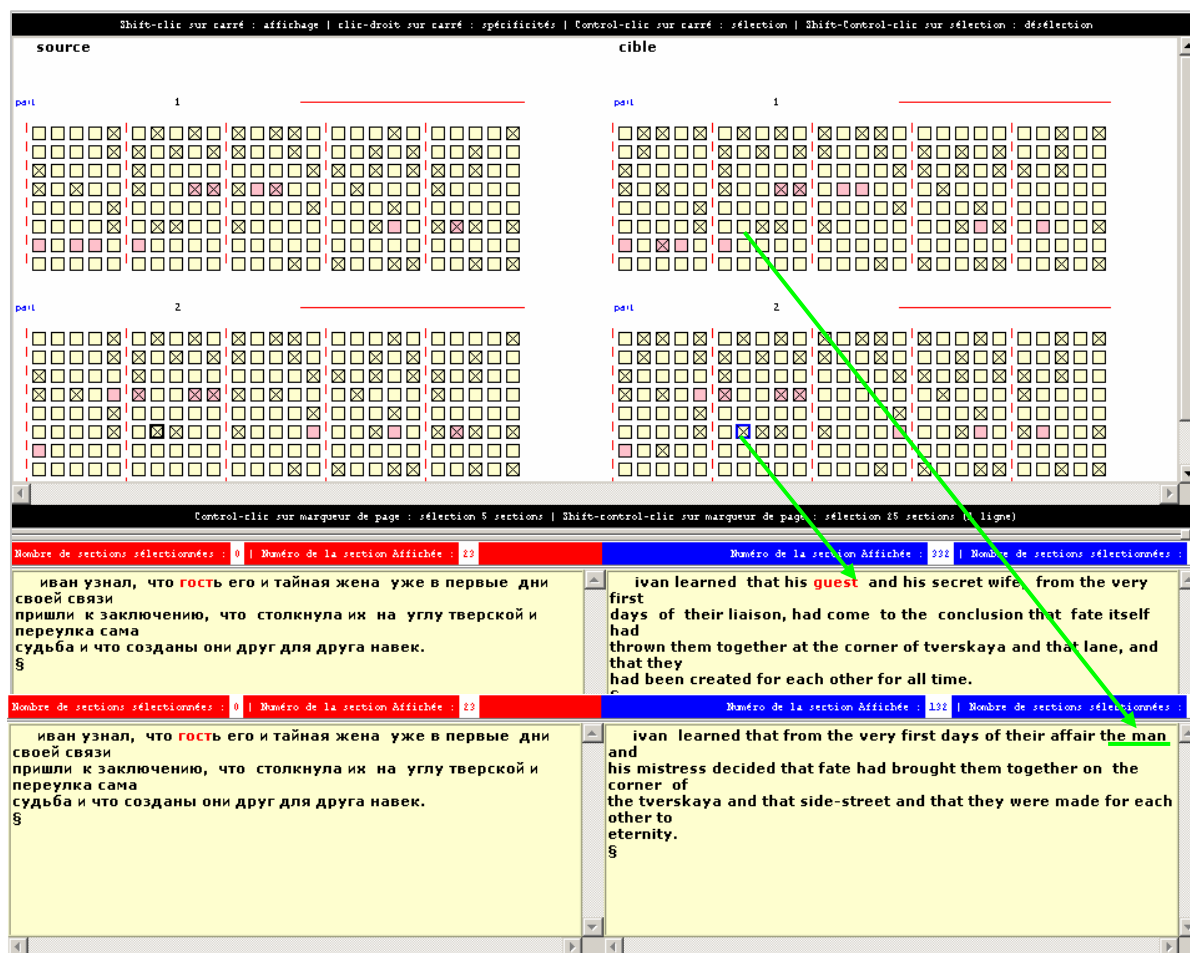 Shift-clic sur carré : affichage | clic-droit sur carré : spécificités | Control-clic sur carré : sélection | Shift-Control-clic sur sélection : désélection
source
cible
part 1
part 1
part 2
part 2
Control-clic sur marqueur de page : sélection 5 sections | Shift-control-clic sur marqueur de page : sélection 25 sections (1 ligne)
Nombre de sections sélectionnées : 0 | Numéro de la section Affichée : 23
Numéro de la section Affichée : 332 | Nombre de sections sélectionnées :
иван узнал, что гость его и тайная жена уже в первые дни
своей связи
пришли к заключению, что столкнула их на углу тверской и
переулка сама
судьба и что созданы они друг для друга навек.
§
ivan learned that his guest and his secret wife, from the very
first
days of their liaison, had come to the conclusion that fate itself
had
thrown them together at the corner of tverskaya and that lane, and
that they
had been created for each other for all time.
§
Nombre de sections sélectionnées : 0 | Numéro de la section Affichée : 23
Numéro de la section Affichée : 132 | Nombre de sections sélectionnées :
иван узнал, что гость его и тайная жена уже в первые дни
своей связи
пришли к заключению, что столкнула их на углу тверской и
переулка сама
судьба и что созданы они друг для друга навек.
§
ivan learned that from the very first days of their affair the man
and
his mistress decided that fate had brought them together on the
corner of
the tverskaya and that side-street and that they were made for each
other to
eternity.
§